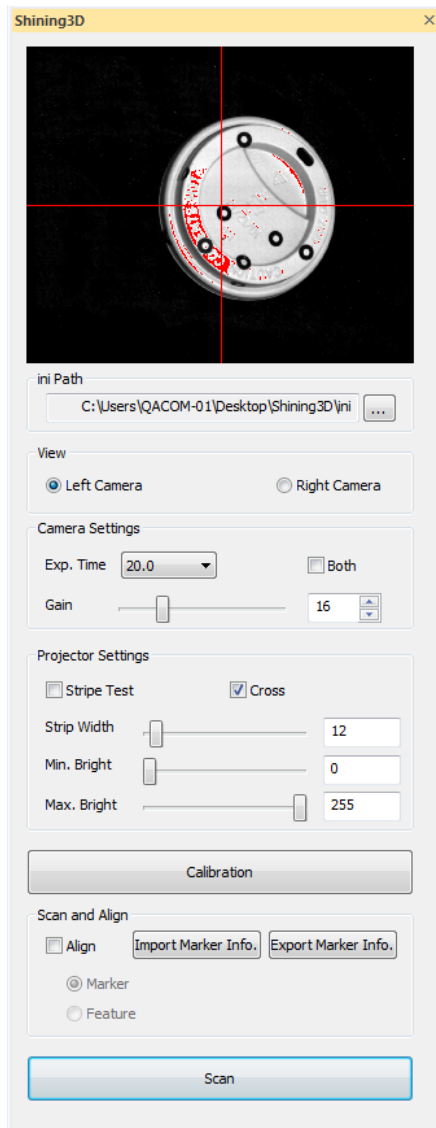 Shining3D
ini Path
C:\Users\QACOM-01\Desktop\Shining3D\ini
...
View
Left Camera
Right Camera
Camera Settings
Exp. Time 20.0
Both
Gain
16
Projector Settings
Stripe Test
Cross
Strip Width
12
Min. Bright
0
Max. Bright
255
Calibration
Scan and Align
Align
Import Marker Info.
Export Marker Info.
Marker
Feature
Scan